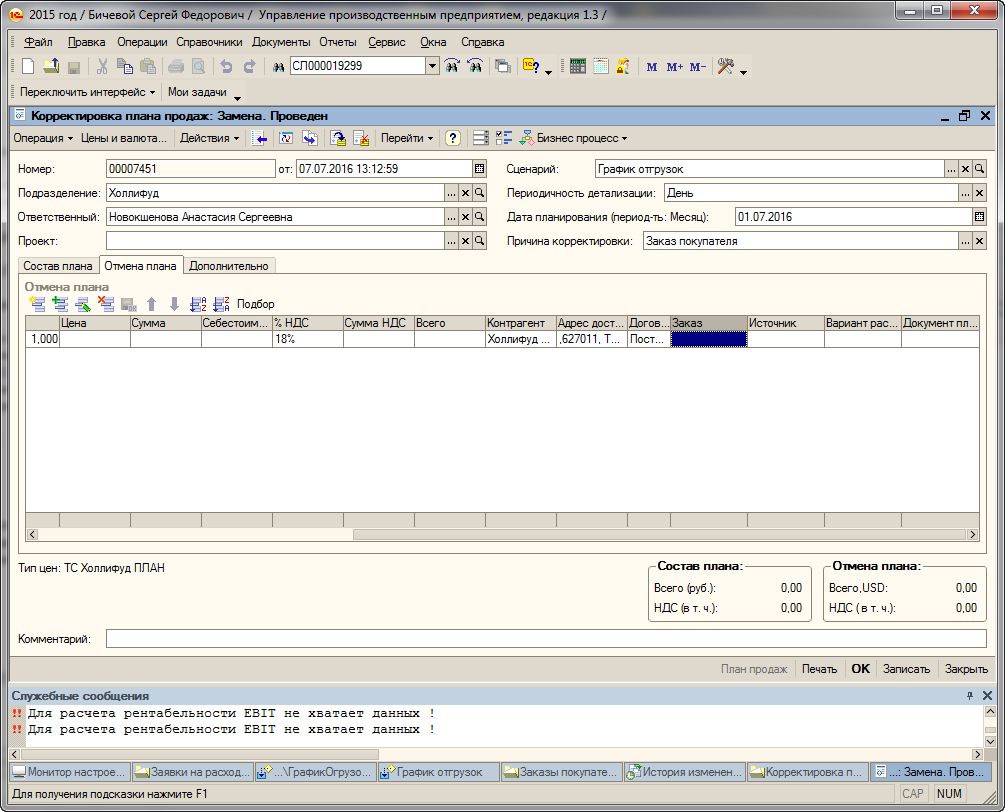 2015 год / Бичевой Сергей Федорович / Управление производственным предприятием, редакция 1.3 /
Файл Правка Операции Справочники Документы Отчеты Сервис Окна Справка
СЛ000019299 M M+ M−
Переключить интерфейс Мои задачи
Корректировка плана продаж: Замена. Проведен
Операция Цены и валюта... Действия Перейти Бизнес процесс
Номер: 00007451 от: 07.07.2016 13:12:59 Сценарий: График отгрузок
Подразделение: Холлифуд Периодичность детализации: День
Ответственный: Новокшенова Анастасия Сергеевна Дата планирования (период-ть: Месяц): 01.07.2016
Проект: Причина корректировки: Заказ покупателя
Состав плана Отмена плана Дополнительно
Отмена плана
Подбор
Цена Сумма Себестоим... % НДС Сумма НДС Всего Контрагент Адрес дост... Догов... Заказ Источник Вариант рас... Документ пл...
1,000 18% Холлифуд ... ,627011, Т... Пост...
Тип цен: ТС Холлифуд ПЛАН
Состав плана: Отмена плана:
Всего (руб.): 0,00 Всего,USD: 0,00
НДС (в т. ч.): 0,00 НДС ( в т. ч.): 0,00
Комментарий:
План продаж Печать OK Записать Закрыть
Служебные сообщения
!! Для расчета рентабельности EBIT не хватает данных !
!! Для расчета рентабельности EBIT не хватает данных !
Монитор настрое... Заявки на расход... ...\ГрафикОтгрузо... График отгрузок Заказы покупате... История изменен... Корректировка п... ...: Замена. Пров...
Для получения подсказки нажмите F1 CAP NUM